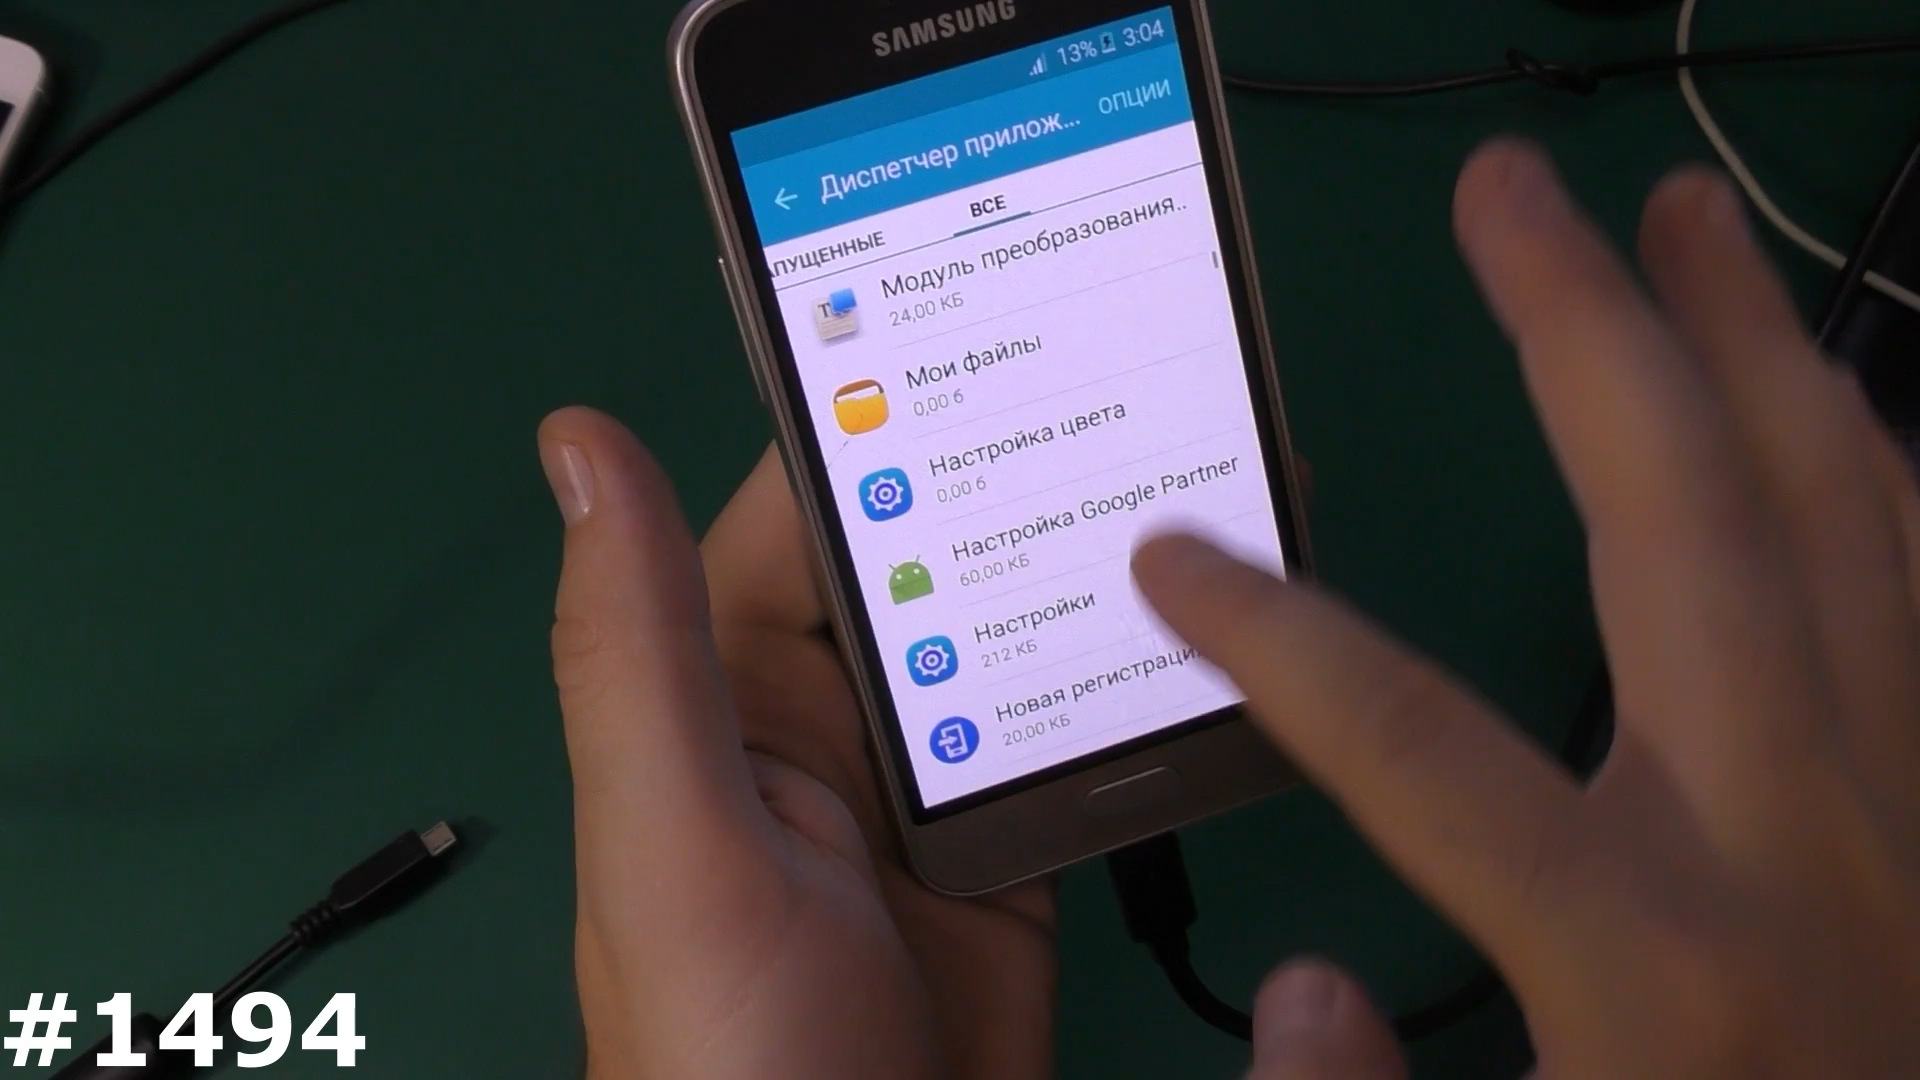 SAMSUNG
13% 3:04
Диспетчер прилож... ОПЦИИ
АПУЩЕННЫЕ ВСЕ
Модуль преобразования..
24,00 КБ
Мои файлы
0,00 б
Настройка цвета
0,00 б
Настройка Google Partner
60,00 КБ
Настройки
212 КБ
Новая регистраци
20,00 КБ
#1494